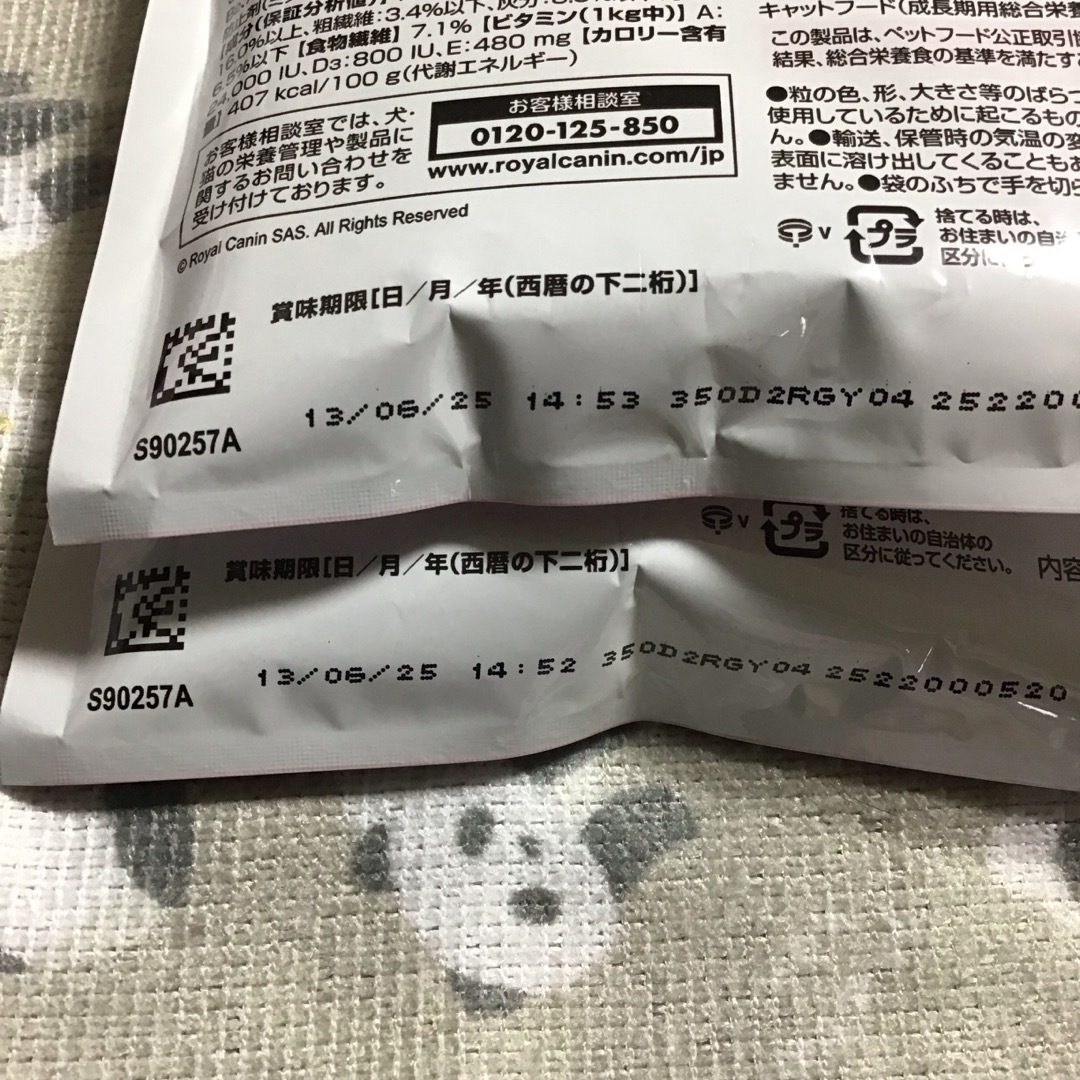 分(保証分析値)
16.0%以上、粗繊維:3.4%以下、灰分:
6.5%以下【食物繊維】7.1%【ビタミン(1kg中)】A:
24,000 IU、D3:800 IU、E:480 mg【カロリー含有
量】407 kcal/100 g(代謝エネルギー)
お客様相談室では、犬・
猫の栄養管理や製品に
関するお問い合わせを
受け付けております。
お客様相談室
0120-125-850
www.royalcanin.com/jp
© Royal Canin SAS. All Rights Reserved
キャットフード(成長期用総合栄養
この製品は、ペットフード公正取引
結果、総合栄養食の基準を満たす
●粒の色、形、大きさ等のばらつ
使用しているために起こるもの
ん。●輸送、保管時の気温の変
表面に溶け出してくることもあ
ません。●袋のふちで手を切ら
V
プラ
捨てる時は、
お住まいの自治
区分に
賞味期限[日/月/年(西暦の下二桁)]
13/06/25 14:53 350D2RGY04 252200
S90257A
V
プラ
捨てる時は、
お住まいの自治体の
区分に従ってください。
内容
賞味期限[日/月/年(西暦の下二桁)]
13/06/25 14:52 350D2RGY04 2522000520
S90257A